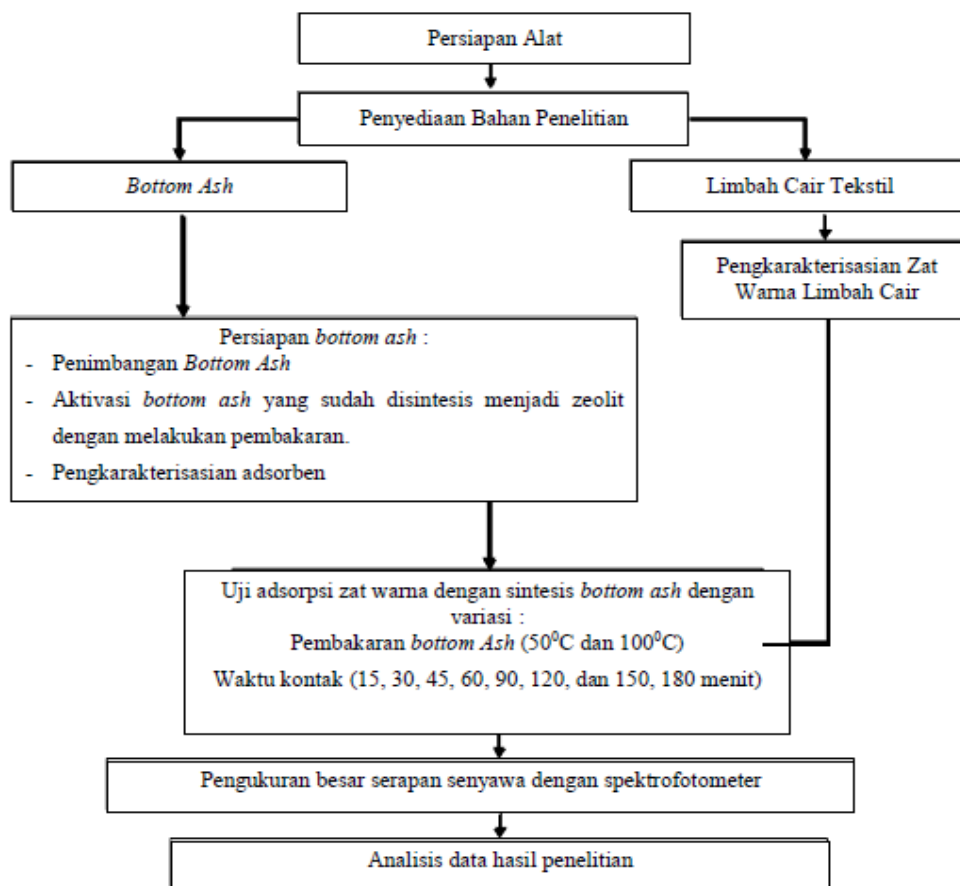 Persiapan Alat
Penyediaan Bahan Penelitian
Bottom Ash
Limbah Cair Tekstil
Pengkarakterisasian Zat
Warna Limbah Cair
Persiapan bottom ash :
- Penimbangan Bottom Ash
- Aktivasi bottom ash yang sudah disintesis menjadi zeolit
dengan melakukan pembakaran.
- Pengkarakterisasian adsorben
Uji adsorpsi zat warna dengan sintesis bottom ash dengan
variasi :
Pembakaran bottom Ash (50⁰C dan 100⁰C)
Waktu kontak (15, 30, 45, 60, 90, 120, dan 150, 180 menit)
Pengukuran besar serapan senyawa dengan spektrofotometer
Analisis data hasil penelitian